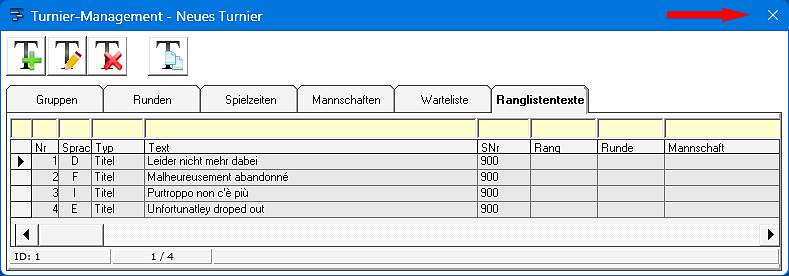 Turnier-Management - Neues Turnier
Gruppen Runden Spielzeiten Mannschaften Warteliste Ranglistentexte
Nr Sprac Typ Text SNr Rang Runde Mannschaft
1 D Titel Leider nicht mehr dabei 900
2 F Titel Malheureusement abandonné 900
3 I Titel Purtroppo non c'è più 900
4 E Titel Unfortunatley droped out 900
ID: 1 1 / 4